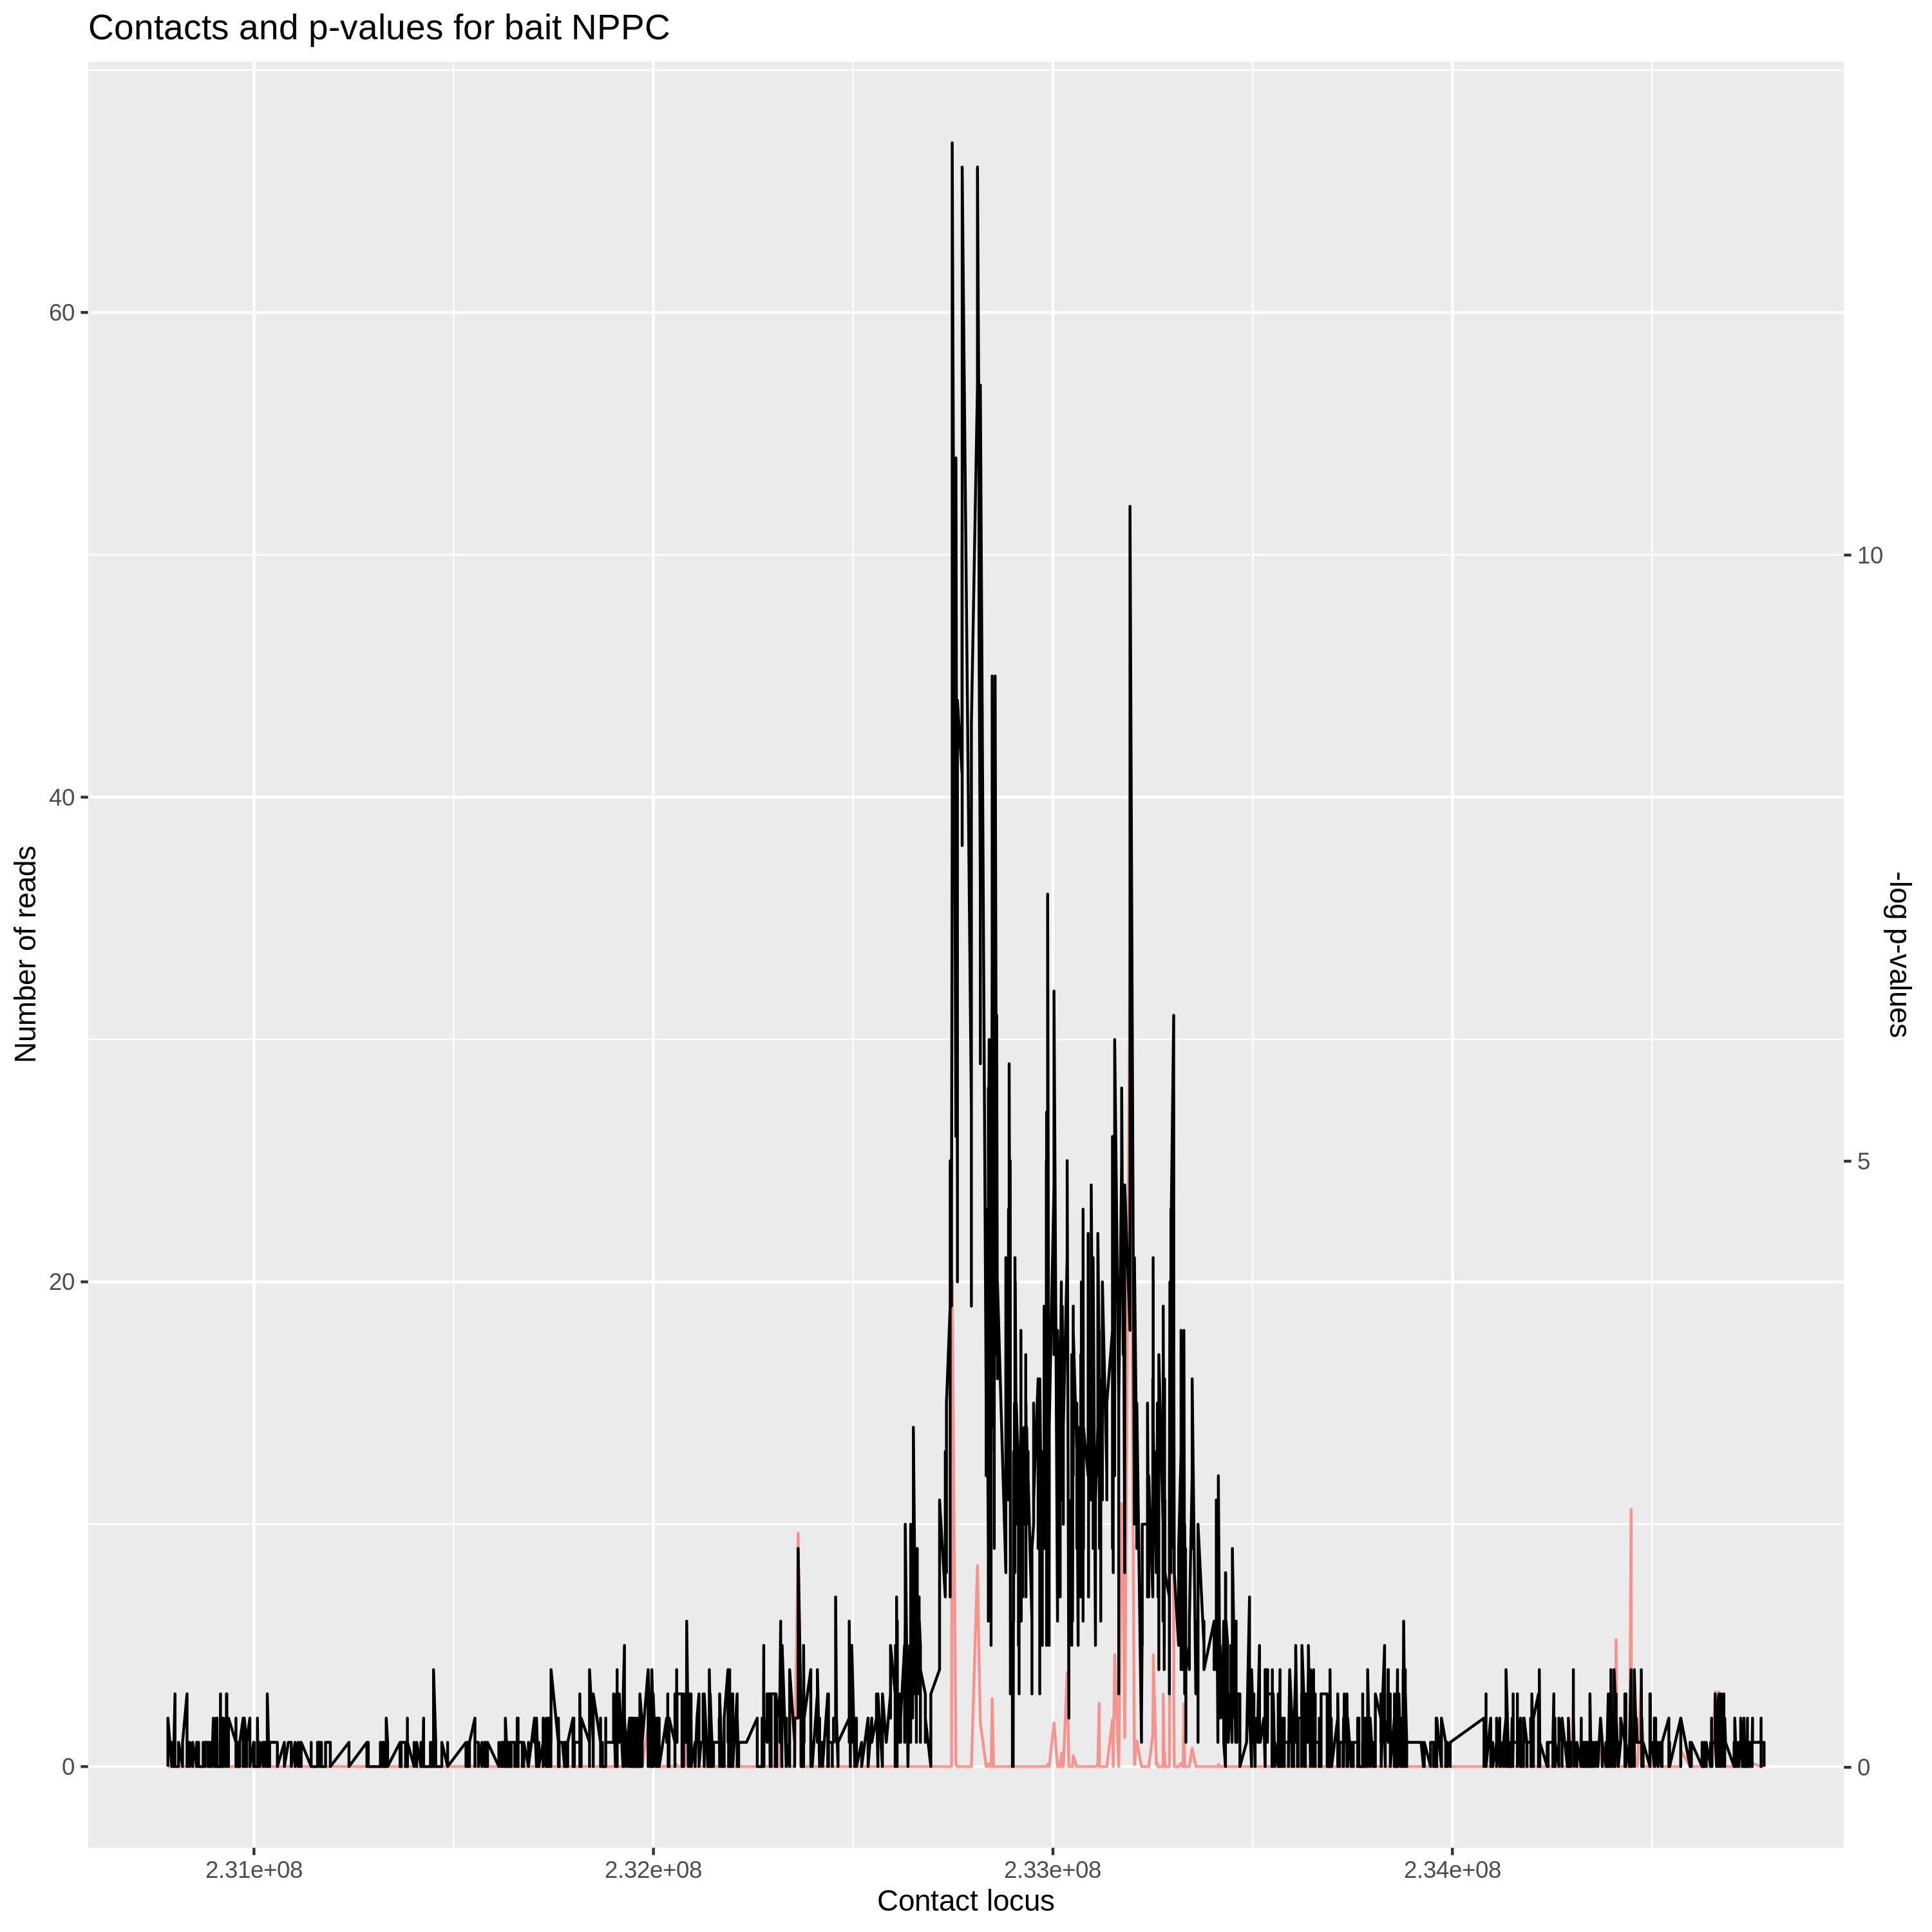 Contacts and p-values for bait NPPC
60
40
20
0
Number of reads
10
5
0
-log p-values
2.31e+08
2.32e+08
2.33e+08
2.34e+08
Contact locus